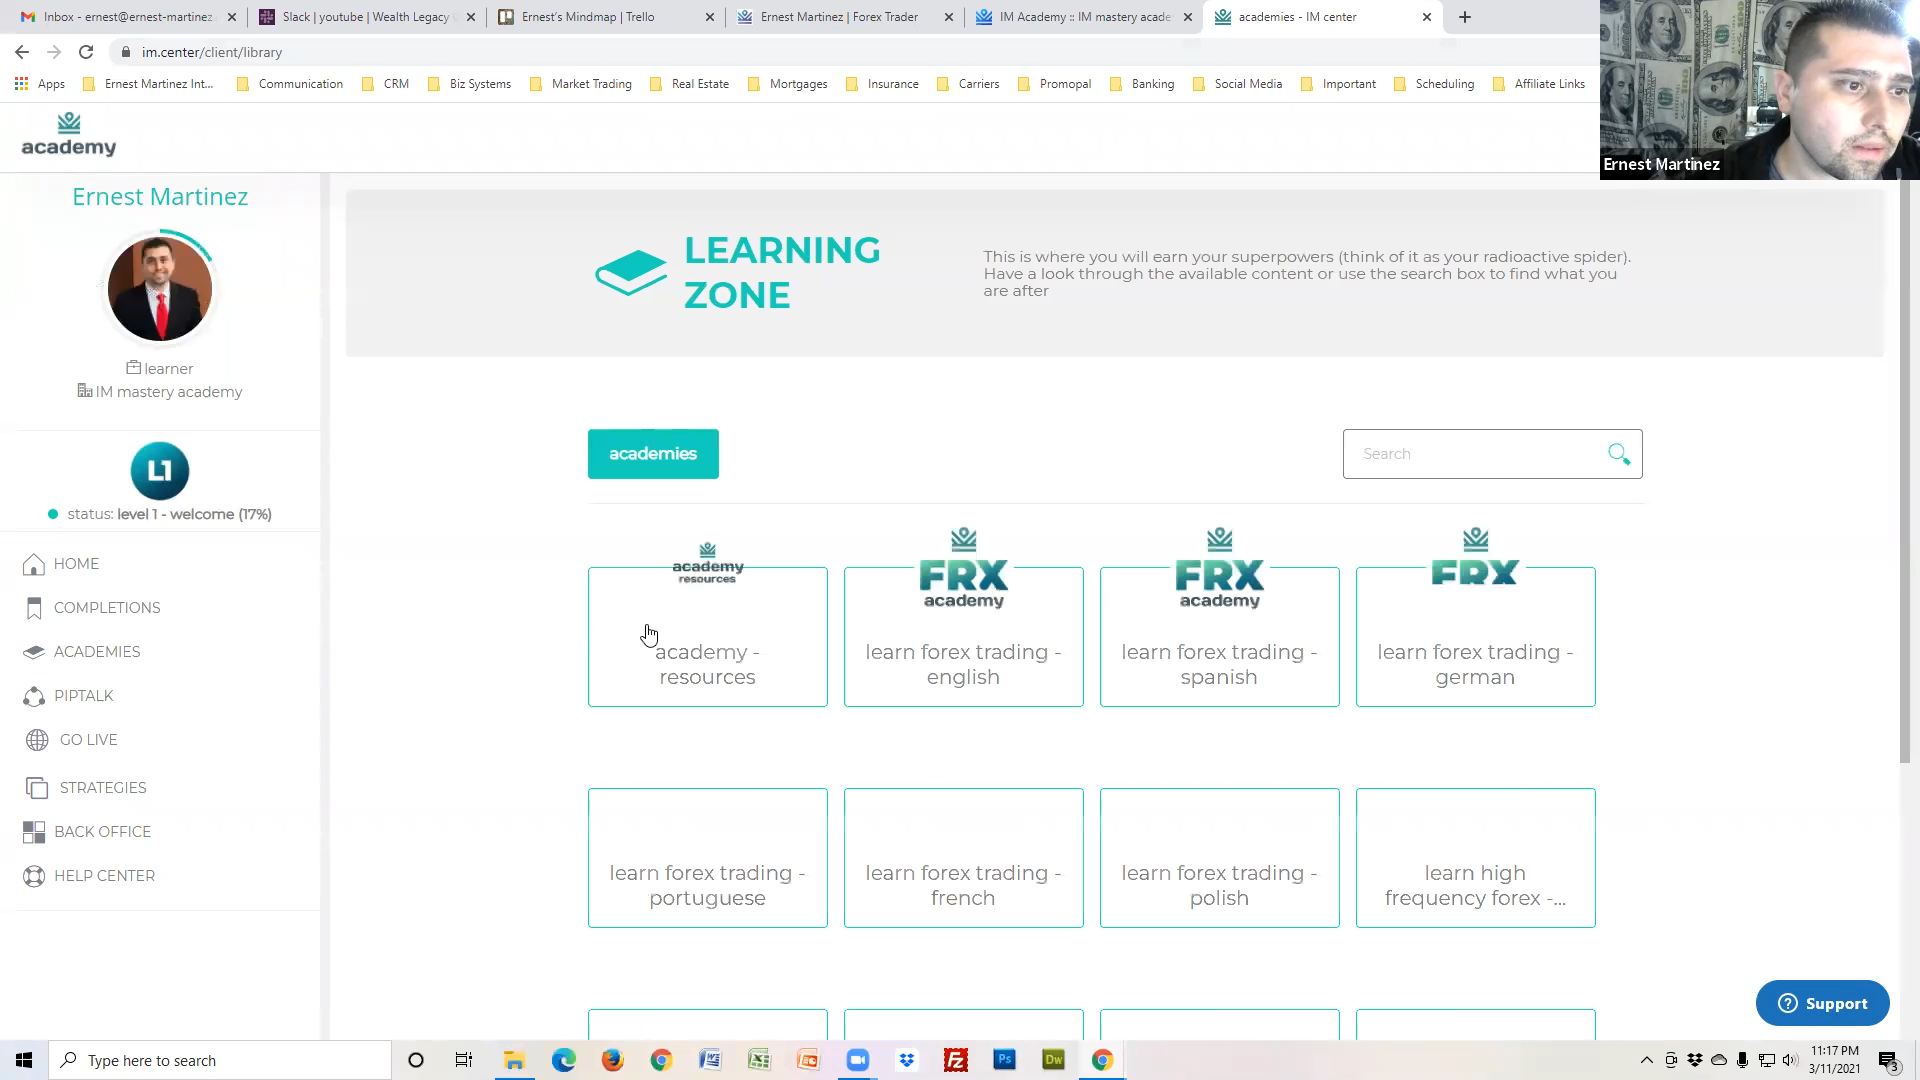 Inbox - ernest@ernest-martinez.
Slack | youtube | Wealth Legacy
Ernest's Mindmap | Trello
Ernest Martinez | Forex Trader
IM Academy :: IM mastery acade
academies - IM center
im.center/client/library
Apps
Ernest Martinez Int...
Communication
CRM
Biz Systems
Market Trading
Real Estate
Mortgages
Insurance
Carriers
Promopal
Banking
Social Media
Important
Scheduling
Affiliate Links
Ernest Martinez
academy
Ernest Martinez
learner
IM mastery academy
L1
status: level 1 - welcome (17%)
HOME
COMPLETIONS
ACADEMIES
PIPTALK
GO LIVE
STRATEGIES
BACK OFFICE
HELP CENTER
LEARNING
ZONE
This is where you will earn your superpowers (think of it as your radioactive spider).
Have a look through the available content or use the search box to find what you
are after
academies
Search
academy
resources
academy -
resources
FRX
academy
learn forex trading -
english
FRX
academy
learn forex trading -
spanish
FRX
learn forex trading -
german
learn forex trading -
portuguese
learn forex trading -
french
learn forex trading -
polish
learn high
frequency forex -...
Support
Type here to search
Ps
Dw
11:17 PM
3/11/2021
3